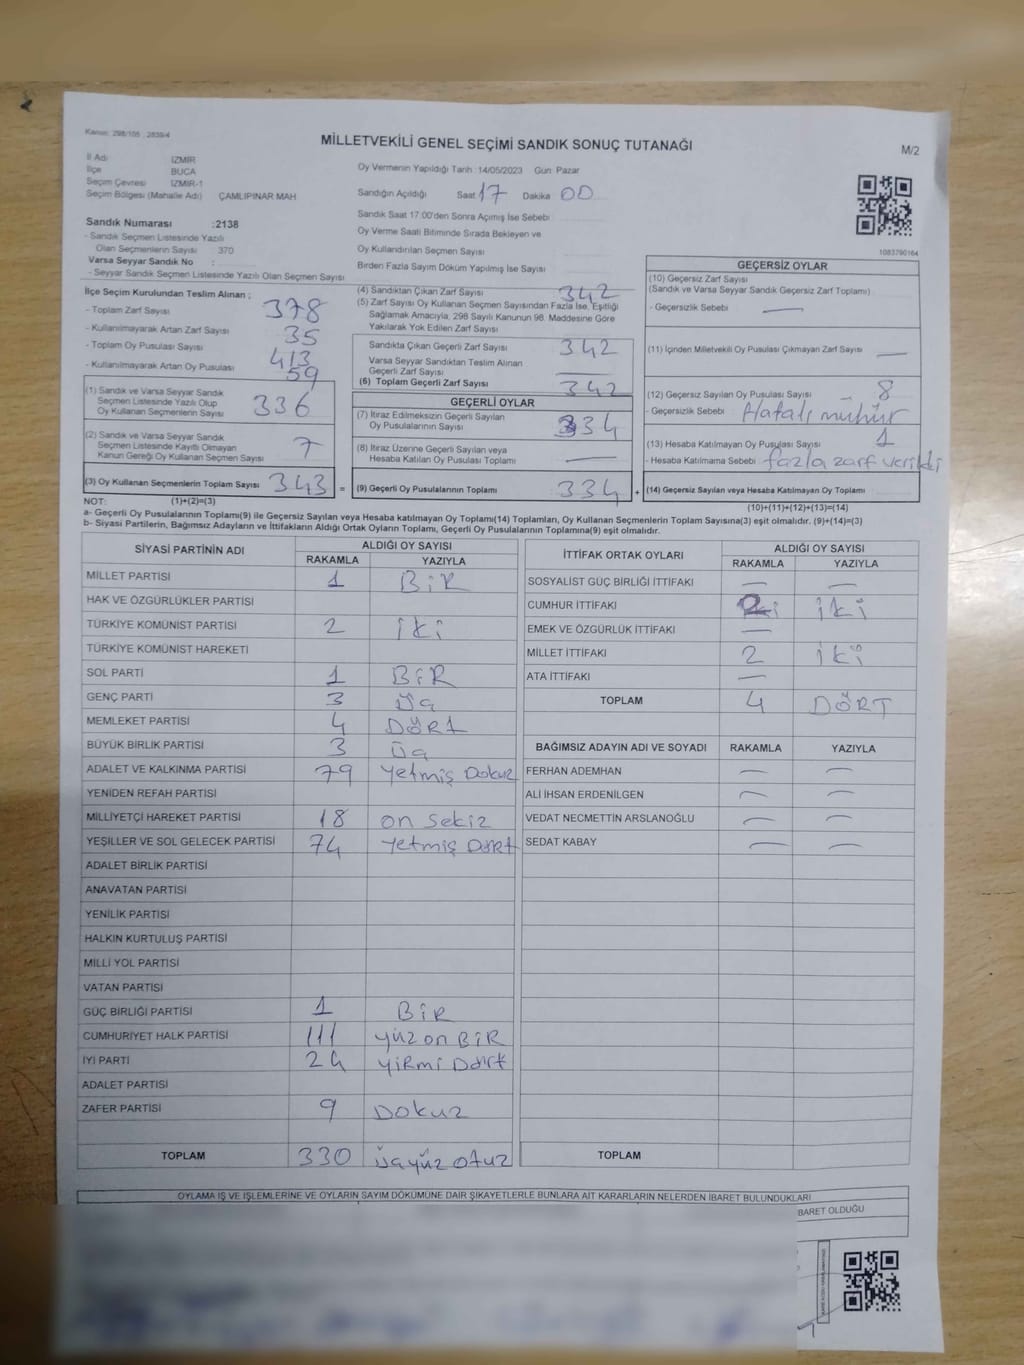 Kanun: 298/105 , 2839/4
MİLLETVEKİLİ GENEL SEÇİMİ SANDIK SONUÇ TUTANAĞI
M/2
İl Adı İZMİR
İlçe BUCA
Seçim Çevresi İZMİR-1
Seçim Bölgesi (Mahalle Adı) ÇAMLIPINAR MAH
Oy Vermenin Yapıldığı Tarih : 14/05/2023 Gün: Pazar
Sandığın Açıldığı Saat 17 Dakika 00
Sandık Saat 17:00'den Sonra Açımış İse Sebebi
Oy Verme Saati Bitiminde Sırada Bekleyen ve
Oy Kullandırılan Seçmen Sayısı
Birden Fazla Sayım Döküm Yapılmış İse Sayısı
1083790164
Sandık Numarası :2138
- Sandık Seçmen Listesinde Yazılı
Olan Seçmenlerin Sayısı 370
Varsa Seyyar Sandık No :
- Seyyar Sandık Seçmen Listesinde Yazılı Olan Seçmen Sayısı
İlçe Seçim Kurulundan Teslim Alınan ;
- Toplam Zarf Sayısı 378
- Kullanılmayarak Artan Zarf Sayısı 35
- Toplam Oy Pusulası Sayısı 413
- Kullanılmayarak Artan Oy Pusulası 59
(1) Sandık ve Varsa Seyyar Sandık
Seçmen Listesinde Yazılı Olup
Oy Kullanan Seçmenlerin Sayısı 336
(2) Sandık ve Varsa Seyyar Sandık
Seçmen Listesinde Kayıtlı Olmayan
Kanun Gereği Oy Kullanan Seçmen Sayısı 7
(3) Oy Kullanan Seçmenlerin Toplam Sayısı 343 =
(4) Sandıktan Çıkan Zarf Sayısı 342
(5) Zarf Sayısı Oy Kullanan Seçmen Sayısından Fazla İse, Eşitliği
Sağlamak Amacıyla, 298 Sayılı Kanunun 98. Maddesine Göre
Yakılarak Yok Edilen Zarf Sayısı
Sandıkta Çıkan Geçerli Zarf Sayısı 342
Varsa Seyyar Sandıktan Teslim Alınan
Geçerli Zarf Sayısı
(6) Toplam Geçerli Zarf Sayısı 342
GEÇERLİ OYLAR
(7) İtiraz Edilmeksizin Geçerli Sayılan
Oy Pusulalarının Sayısı 334
(8) İtiraz Üzerine Geçerli Sayılan veya
Hesaba Katılan Oy Pusulası Toplamı —
(9) Geçerli Oy Pusulalarının Toplamı 334 +
GEÇERSİZ OYLAR
(10) Geçersiz Zarf Sayısı
(Sandık ve Varsa Seyyar Sandık Geçersiz Zarf Toplamı)
- Geçersizlik Sebebi —
(11) İçinden Milletvekili Oy Pusulası Çıkmayan Zarf Sayısı —
(12) Geçersiz Sayılan Oy Pusulası Sayısı 8
- Geçersizlik Sebebi Hatalı mühür
(13) Hesaba Katılmayan Oy Pusulası Sayısı 1
- Hesaba Katılmama Sebebi fazla zarf verildi
(14) Geçersiz Sayılan veya Hesaba Katılmayan Oy Toplamı
NOT: (1)+(2)=(3) (10)+(11)+(12)+(13)=(14)
a- Geçerli Oy Pusulalarının Toplamı(9) ile Geçersiz Sayılan veya Hesaba katılmayan Oy Toplamı(14) Toplamları, Oy Kullanan Seçmenlerin Toplam Sayısına(3) eşit olmalıdır. (9)+(14)=(3)
b- Siyasi Partilerin, Bağımsız Adayların ve İttifakların Aldığı Ortak Oyların Toplamı, Geçerli Oy Pusulalarının Toplamına(9) eşit olmalıdır.
SİYASİ PARTİNİN ADI ALDIĞI OY SAYISI
RAKAMLA YAZIYLA
MİLLET PARTİSİ 1 BİR
HAK VE ÖZGÜRLÜKLER PARTİSİ
TÜRKİYE KOMÜNİST PARTİSİ 2 iki
TÜRKİYE KOMÜNİST HAREKETİ
SOL PARTİ 1 BİR
GENÇ PARTİ 3 Üç
MEMLEKET PARTİSİ 4 DÖRT
BÜYÜK BİRLİK PARTİSİ 3 üç
ADALET VE KALKINMA PARTİSİ 79 Yetmiş Dokuz
YENİDEN REFAH PARTİSİ
MİLLİYETÇİ HAREKET PARTİSİ 18 on sekiz
YEŞİLLER VE SOL GELECEK PARTİSİ 74 Yetmiş Dört
ADALET BİRLİK PARTİSİ
ANAVATAN PARTİSİ
YENİLİK PARTİSİ
HALKIN KURTULUŞ PARTİSİ
MİLLİ YOL PARTİSİ
VATAN PARTİSİ
GÜÇ BİRLİĞİ PARTİSİ 1 BİR
CUMHURİYET HALK PARTİSİ 111 yüz on BİR
İYİ PARTİ 24 yirmi Dört
ADALET PARTİSİ
ZAFER PARTİSİ 9 Dokuz
TOPLAM 330 üçyüz otuz
İTTİFAK ORTAK OYLARI ALDIĞI OY SAYISI
RAKAMLA YAZIYLA
SOSYALİST GÜÇ BİRLİĞİ İTTİFAKI — —
CUMHUR İTTİFAKI 2 iki
EMEK VE ÖZGÜRLÜK İTTİFAKI —
MİLLET İTTİFAKI 2 iki
ATA İTTİFAKI —
TOPLAM 4 DÖRT
BAĞIMSIZ ADAYIN ADI VE SOYADI RAKAMLA YAZIYLA
FERHAN ADEMHAN — —
ALİ İHSAN ERDENİLGEN — —
VEDAT NECMETTİN ARSLANOĞLU — —
SEDAT KABAY — —
TOPLAM
OYLAMA İŞ VE İŞLEMLERİNE VE OYLARIN SAYIM DÖKÜMÜNE DAİR ŞİKAYETLERLE BUNLARA AİT KARARLARIN NELERDEN İBARET BULUNDUKLARI
BARET OLDUĞU